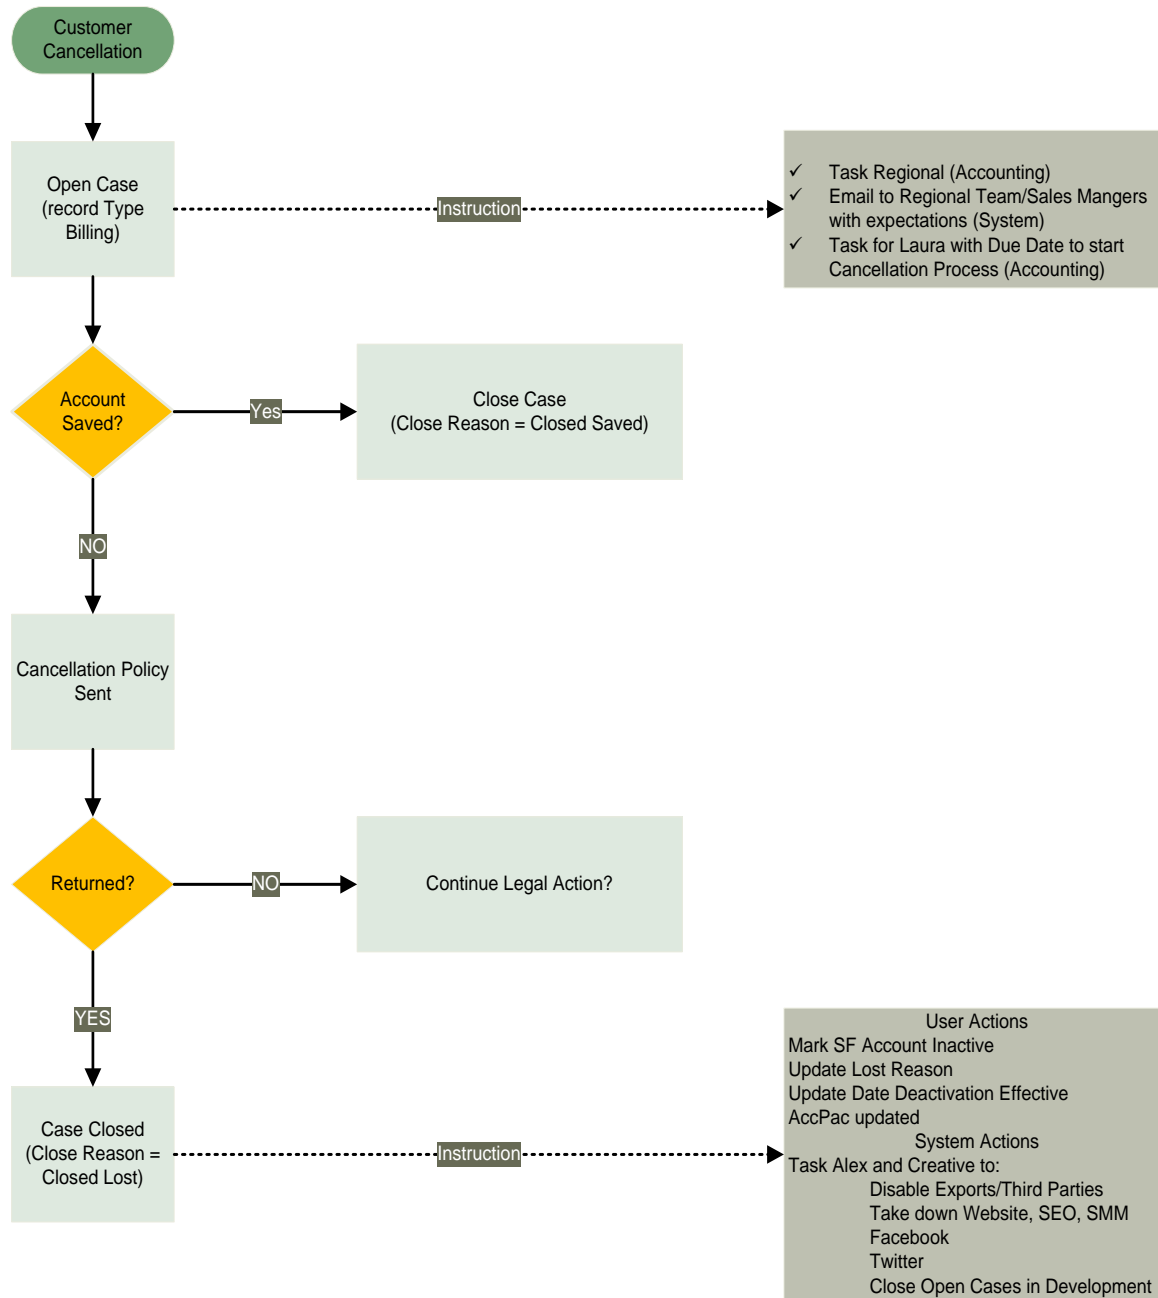 Customer
Cancellation
Open Case
(record Type
Billing)
Instruction
✓ Task Regional (Accounting)
✓ Email to Regional Team/Sales Mangers
with expectations (System)
✓ Task for Laura with Due Date to start
Cancellation Process (Accounting)
Account
Saved?
Yes
Close Case
(Close Reason = Closed Saved)
NO
Cancellation Policy
Sent
Returned?
NO
Continue Legal Action?
YES
Case Closed
(Close Reason =
Closed Lost)
Instruction
User Actions
Mark SF Account Inactive
Update Lost Reason
Update Date Deactivation Effective
AccPac updated
System Actions
Task Alex and Creative to:
Disable Exports/Third Parties
Take down Website, SEO, SMM
Facebook
Twitter
Close Open Cases in Development